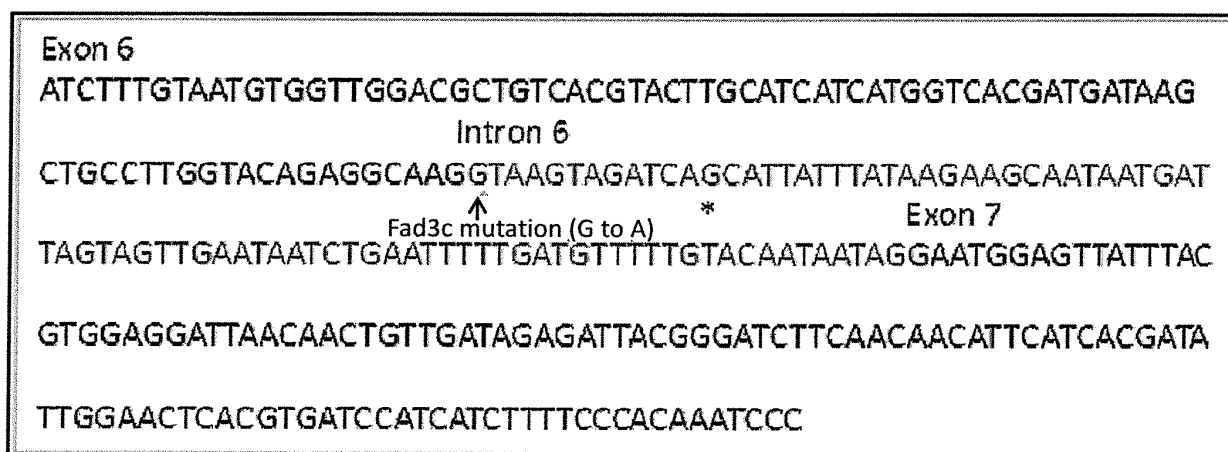 Exon 6
ATCTTTGTAATGTGGTTGGACGCTGTCACGTACTTGCATCATCATGGTCACGATGATAAG
Intron 6
CTGCCTTGGTACAGAGGCAAGGTAAGTAGATCAGCATTATTTATAAGAAGCAATAATGAT
Fad3c mutation (G to A)
*
Exon 7
TAGTAGTTGAATAATCTGAATTTTTGATGTTTTTGTACAATAATAGGAATGGAGTTATTTAC
GTGGAGGATTAACAACTGTTGATAGAGATTACGGGATCTTCAACAACATTCATCACGATA
TTGGAACTCACGTGATCCATCATCTTTTCCCACAAATCCC